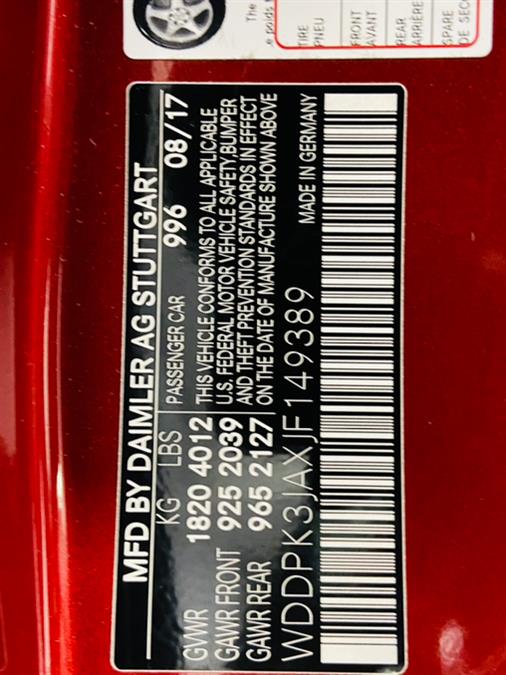 MFD BY DAIMLER AG STUTTGART
KG LBS PASSENGER CAR 996 08/17
GVWR 1820 4012 THIS VEHICLE CONFORMS TO ALL APPLICABLE
GAWR FRONT 925 2039 U.S. FEDERAL MOTOR VEHICLE SAFETY, BUMPER
GAWR REAR 965 2127 AND THEFT PREVENTION STANDARDS IN EFFECT
ON THE DATE OF MANUFACTURE SHOWN ABOVE
WDDPK3JAXJF149389 MADE IN GERMANY
The
e poids
TIRE
PNEU
FRONT
AVANT
REAR
ARRIÈRE
SPARE
DE SEC